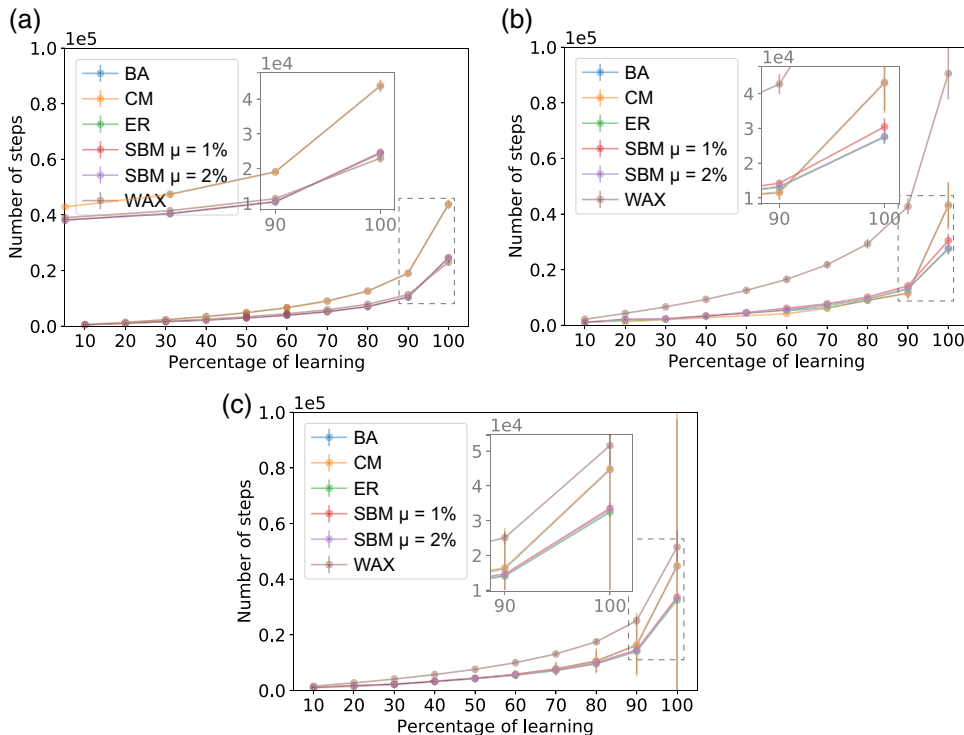 (a)
1e5
1.0
0.8
0.6
0.4
0.2
0.0
Number of steps
BA
CM
ER
SBM μ = 1%
SBM μ = 2%
WAX
1e4
4
3
2
1
90 100
10 20 30 40 50 60 70 80 90 100
Percentage of learning
(b)
1e5
1.0
0.8
0.6
0.4
0.2
0.0
Number of steps
BA
CM
ER
SBM μ = 1%
SBM μ = 2%
WAX
1e4
4
3
2
1
90 100
10 20 30 40 50 60 70 80 90 100
Percentage of learning
(c)
1e5
1.0
0.8
0.6
0.4
0.2
0.0
Number of steps
BA
CM
ER
SBM μ = 1%
SBM μ = 2%
WAX
1e4
5
4
3
2
1
90 100
10 20 30 40 50 60 70 80 90 100
Percentage of learning